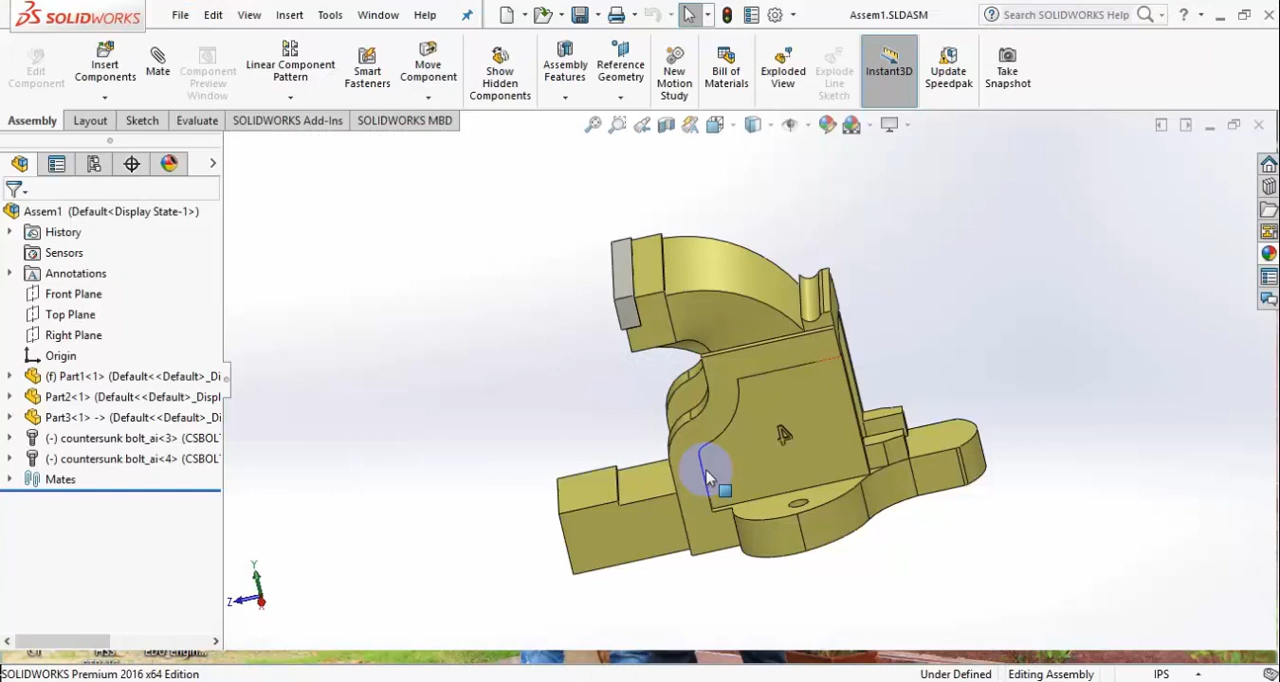 SOLIDWORKS File Edit View Insert Tools Window Help Assem1.SLDASM Search SOLIDWORKS Help
Edit Component
Insert Components
Mate
Component Preview Window
Linear Component Pattern
Smart Fasteners
Move Component
Show Hidden Components
Assembly Features
Reference Geometry
New Motion Study
Bill of Materials
Exploded View
Explode Line Sketch
Instant3D
Update Speedpak
Take Snapshot
Assembly Layout Sketch Evaluate SOLIDWORKS Add-Ins SOLIDWORKS MBD
Assem1 (Default<Display State-1>)
History
Sensors
Annotations
Front Plane
Top Plane
Right Plane
Origin
(f) Part1<1> (Default<<Default>_Di
Part2<1> (Default<<Default>_Displ
Part3<1> -> (Default<<Default>_Di
(-) countersunk bolt_ai<3> (CSBOLT
(-) countersunk bolt_ai<4> (CSBOLT
Mates
A
Y
Z
SOLIDWORKS Premium 2016 x64 Edition Under Defined Editing Assembly IPS